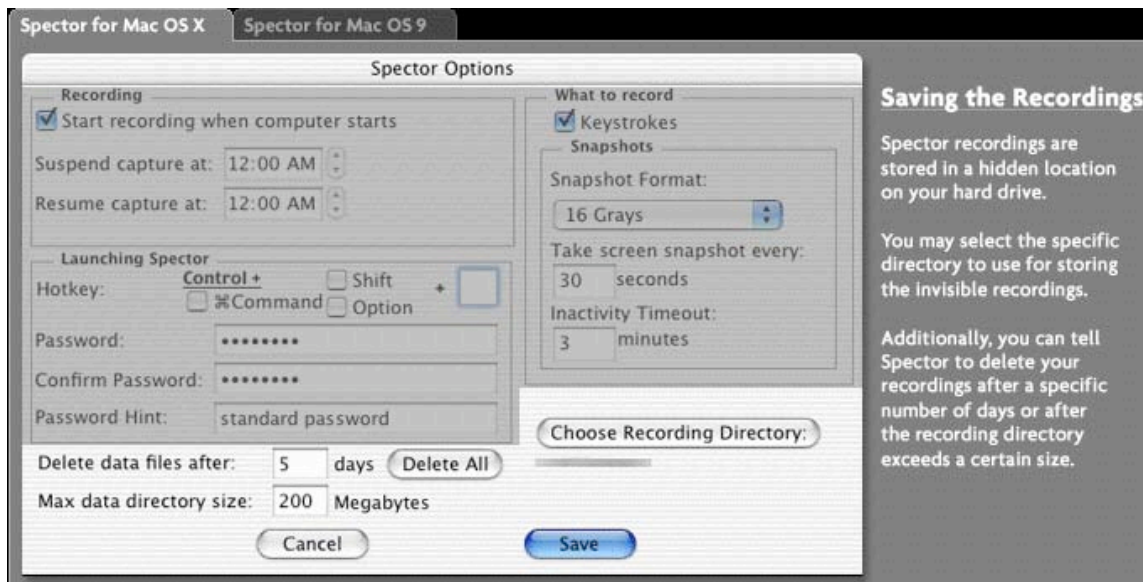 Spector for Mac OS X
Spector for Mac OS 9
Spector Options
Recording
Start recording when computer starts
Suspend capture at: 12:00 AM
Resume capture at: 12:00 AM
Launching Spector
Hotkey: Control + Shift +
⌘Command Option
Password: ••••••••
Confirm Password: ••••••••
Password Hint: standard password
Delete data files after: 5 days Delete All
Max data directory size: 200 Megabytes
Cancel
Save
What to record
Keystrokes
Snapshots
Snapshot Format:
16 Grays
Take screen snapshot every:
30 seconds
Inactivity Timeout:
3 minutes
Choose Recording Directory:
Saving the Recordings
Spector recordings are
stored in a hidden location
on your hard drive.
You may select the specific
directory to use for storing
the invisible recordings.
Additionally, you can tell
Spector to delete your
recordings after a specific
number of days or after
the recording directory
exceeds a certain size.